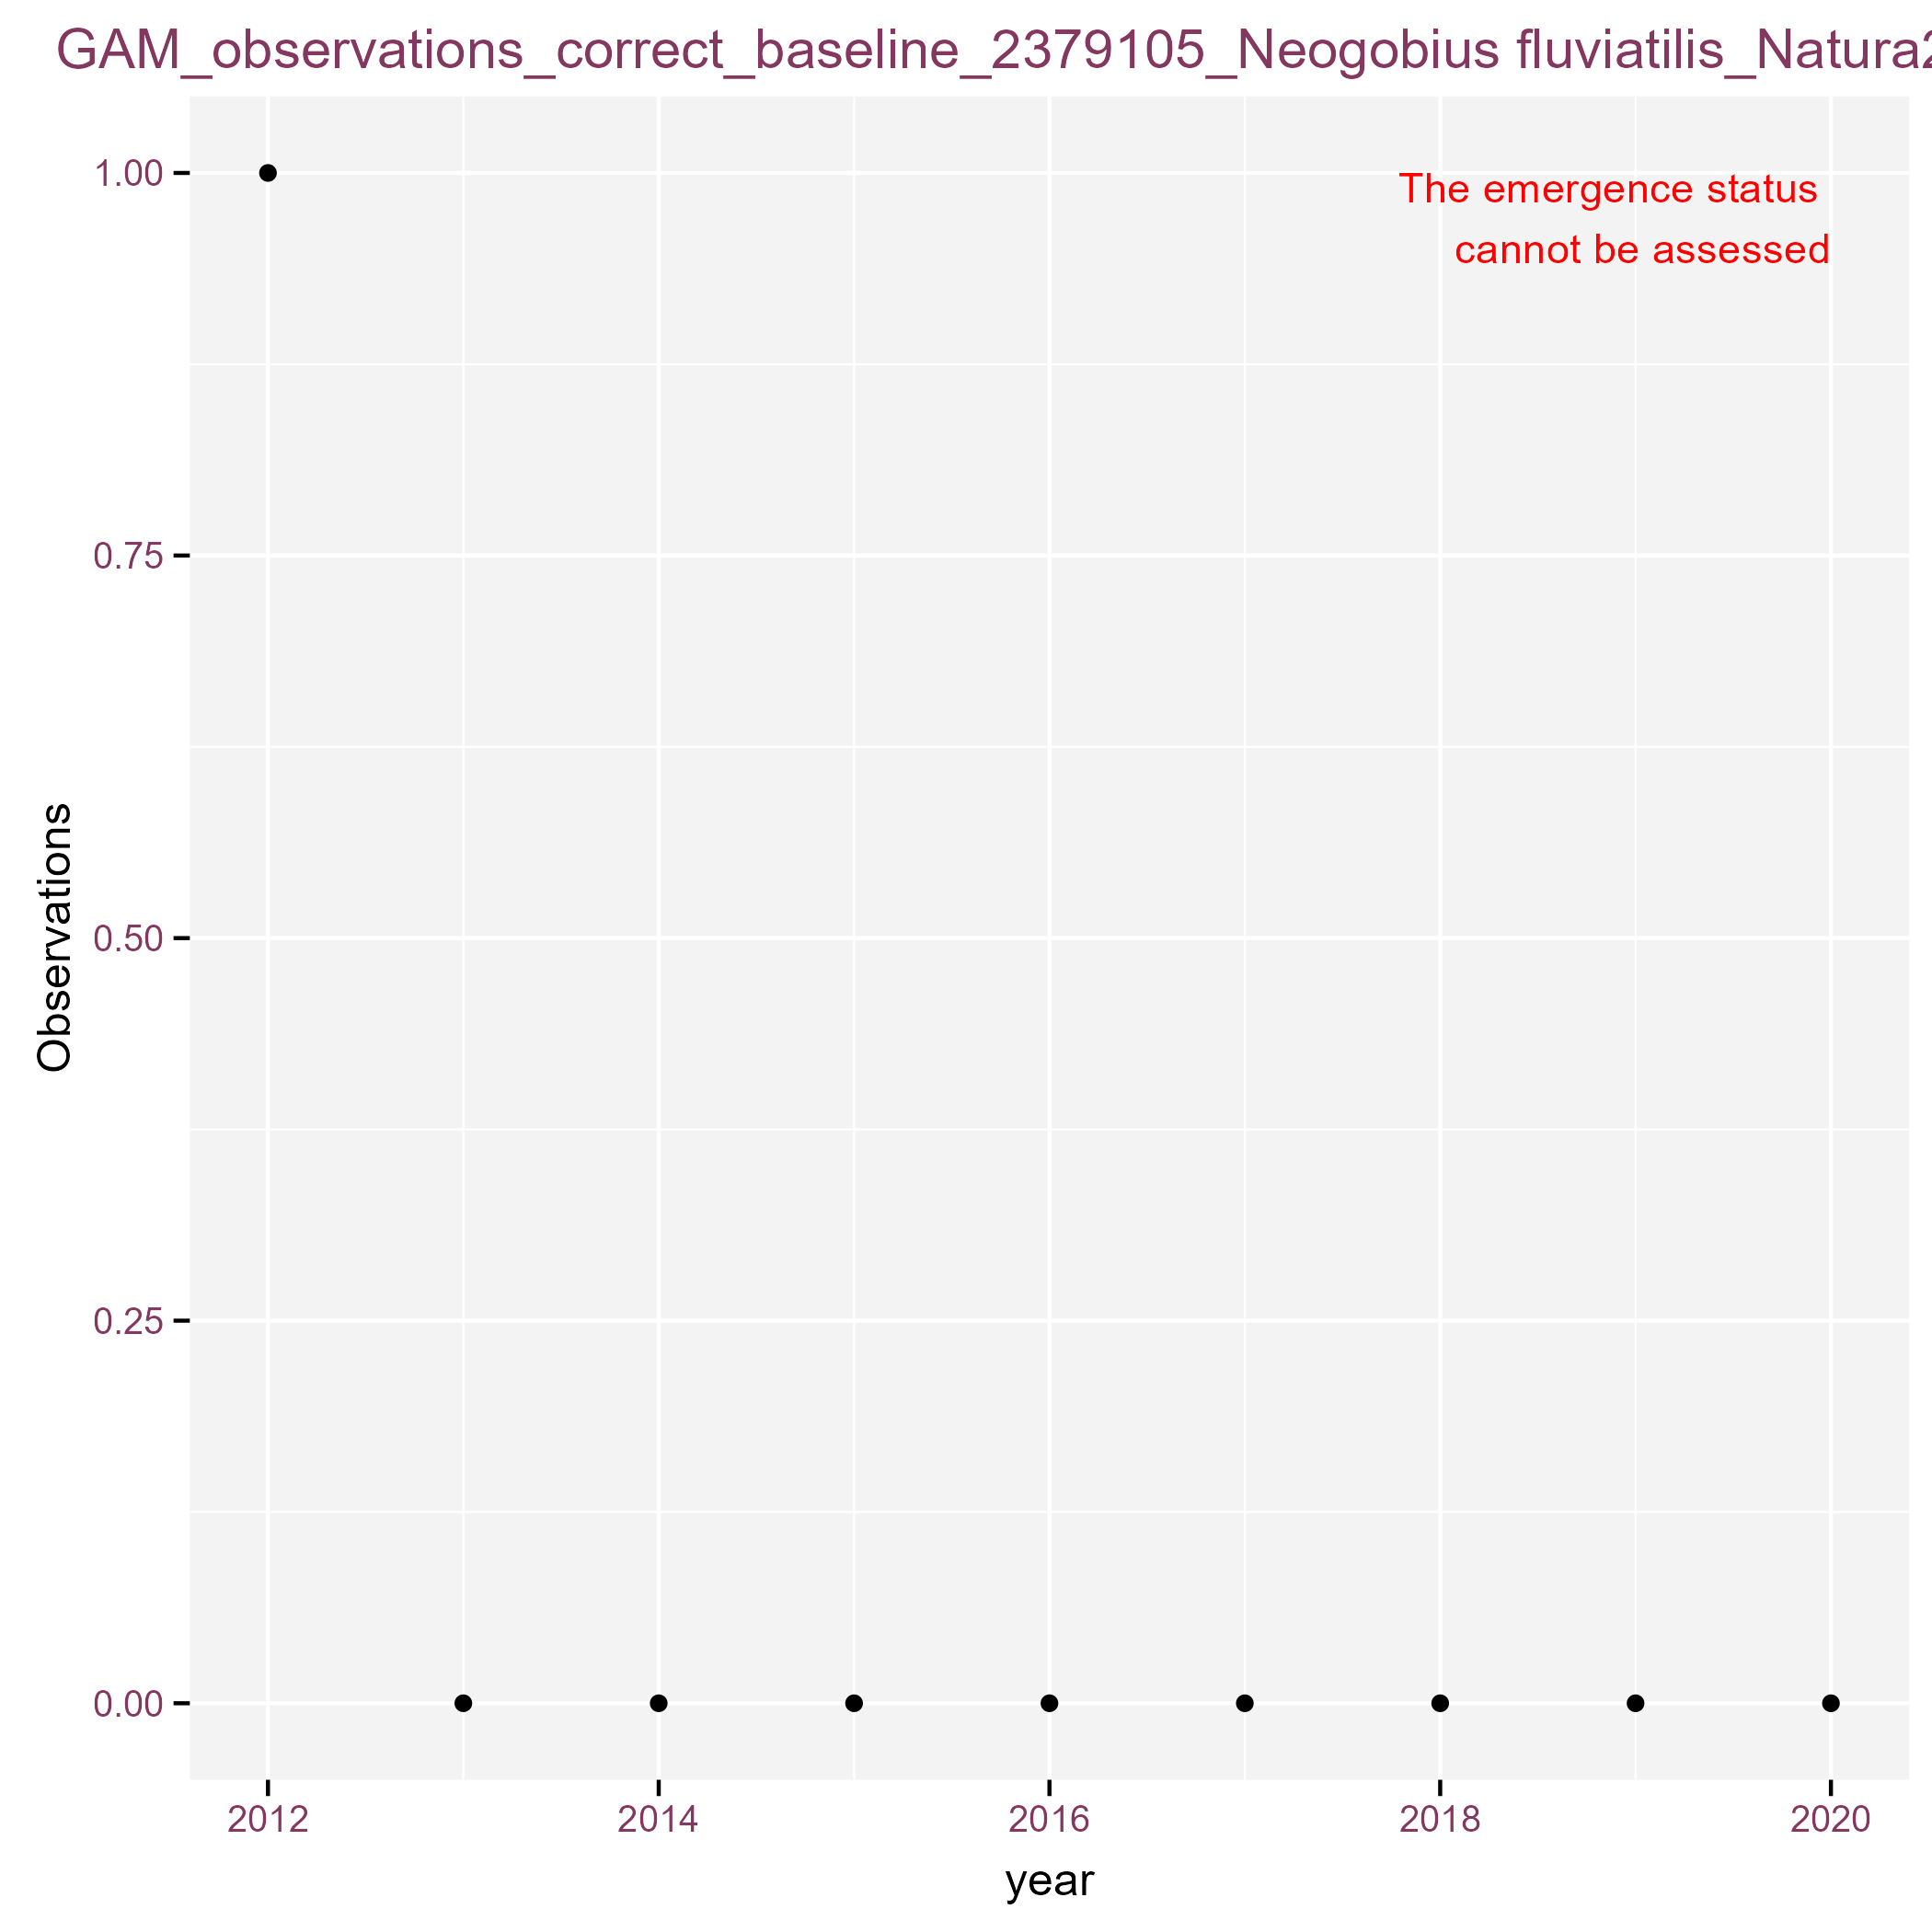 GAM_observations_correct_baseline_2379105_Neogobius fluviatilis_Natura2
The emergence status
cannot be assessed
1.00
0.75
0.50
0.25
0.00
Observations
2012 2014 2016 2018 2020
year